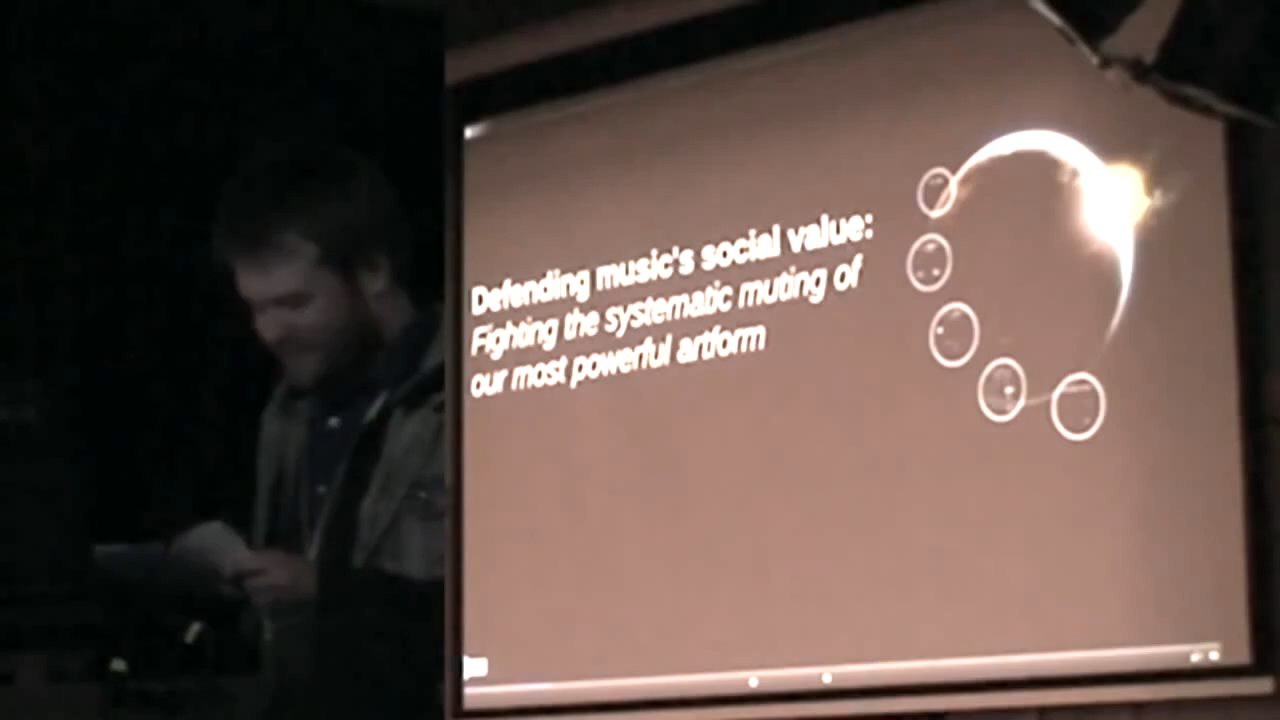 Defending music's social value:
Fighting the systematic muting of
our most powerful artform